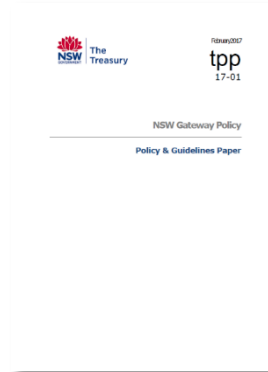 February 2017
tpp
17-01
NSW
GOVERNMENT
The
Treasury
NSW Gateway Policy
Policy & Guidelines Paper